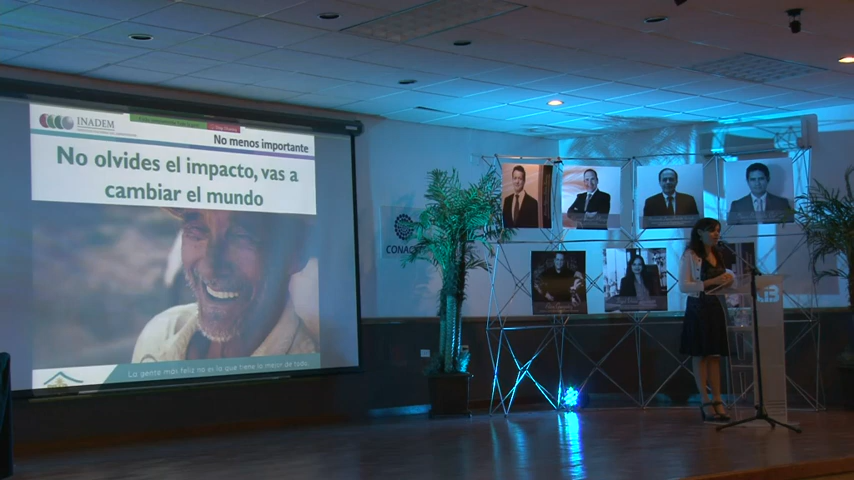 INADEM
No menos importante
No olvides el impacto, vas a
cambiar el mundo
La gente más feliz no es la que tiene lo mejor de todo,
CONAC